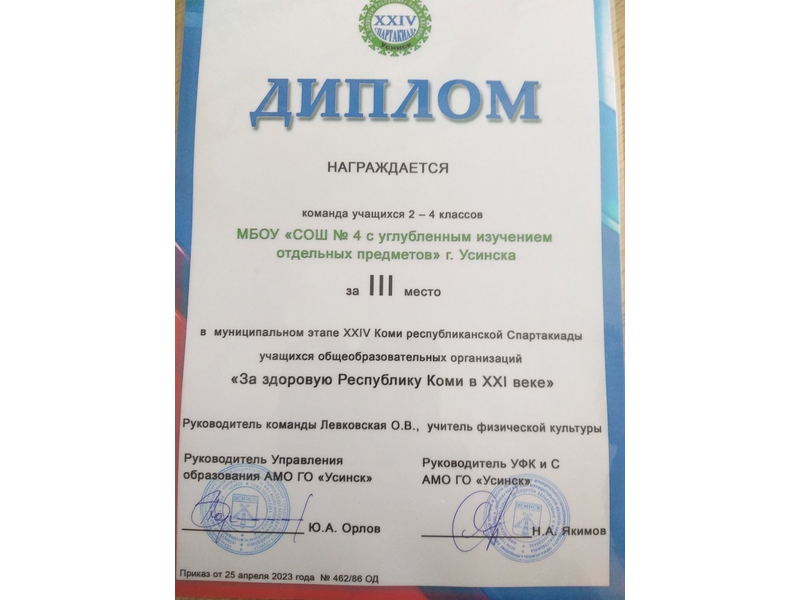 XXIV
СПАРТАКИАДА
УСИНСК
ДИПЛОМ
НАГРАЖДАЕТСЯ
команда учащихся 2 – 4 классов
МБОУ «СОШ № 4 с углубленным изучением
отдельных предметов» г. Усинска
за III место
в муниципальном этапе XXIV Коми республиканской Спартакиады
учащихся общеобразовательных организаций
«За здоровую Республику Коми в XXI веке»
Руководитель команды Левковская О.В., учитель физической культуры
Руководитель Управления
образования АМО ГО «Усинск»
Ю.А. Орлов
Руководитель УФК и С
АМО ГО «Усинск»
Н.А. Якимов
Приказ от 25 апреля 2023 года № 462/86 ОД